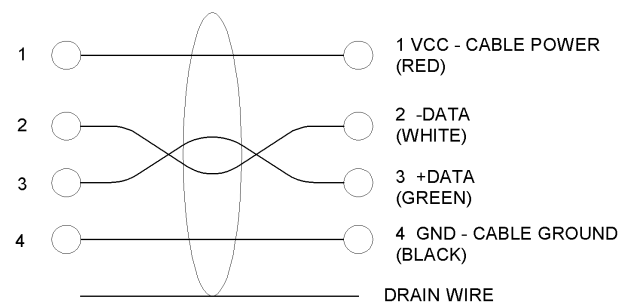 1 1 VCC - CABLE POWER
(RED)
2 2 -DATA
(WHITE)
3 3 +DATA
(GREEN)
4 4 GND - CABLE GROUND
(BLACK)
DRAIN WIRE